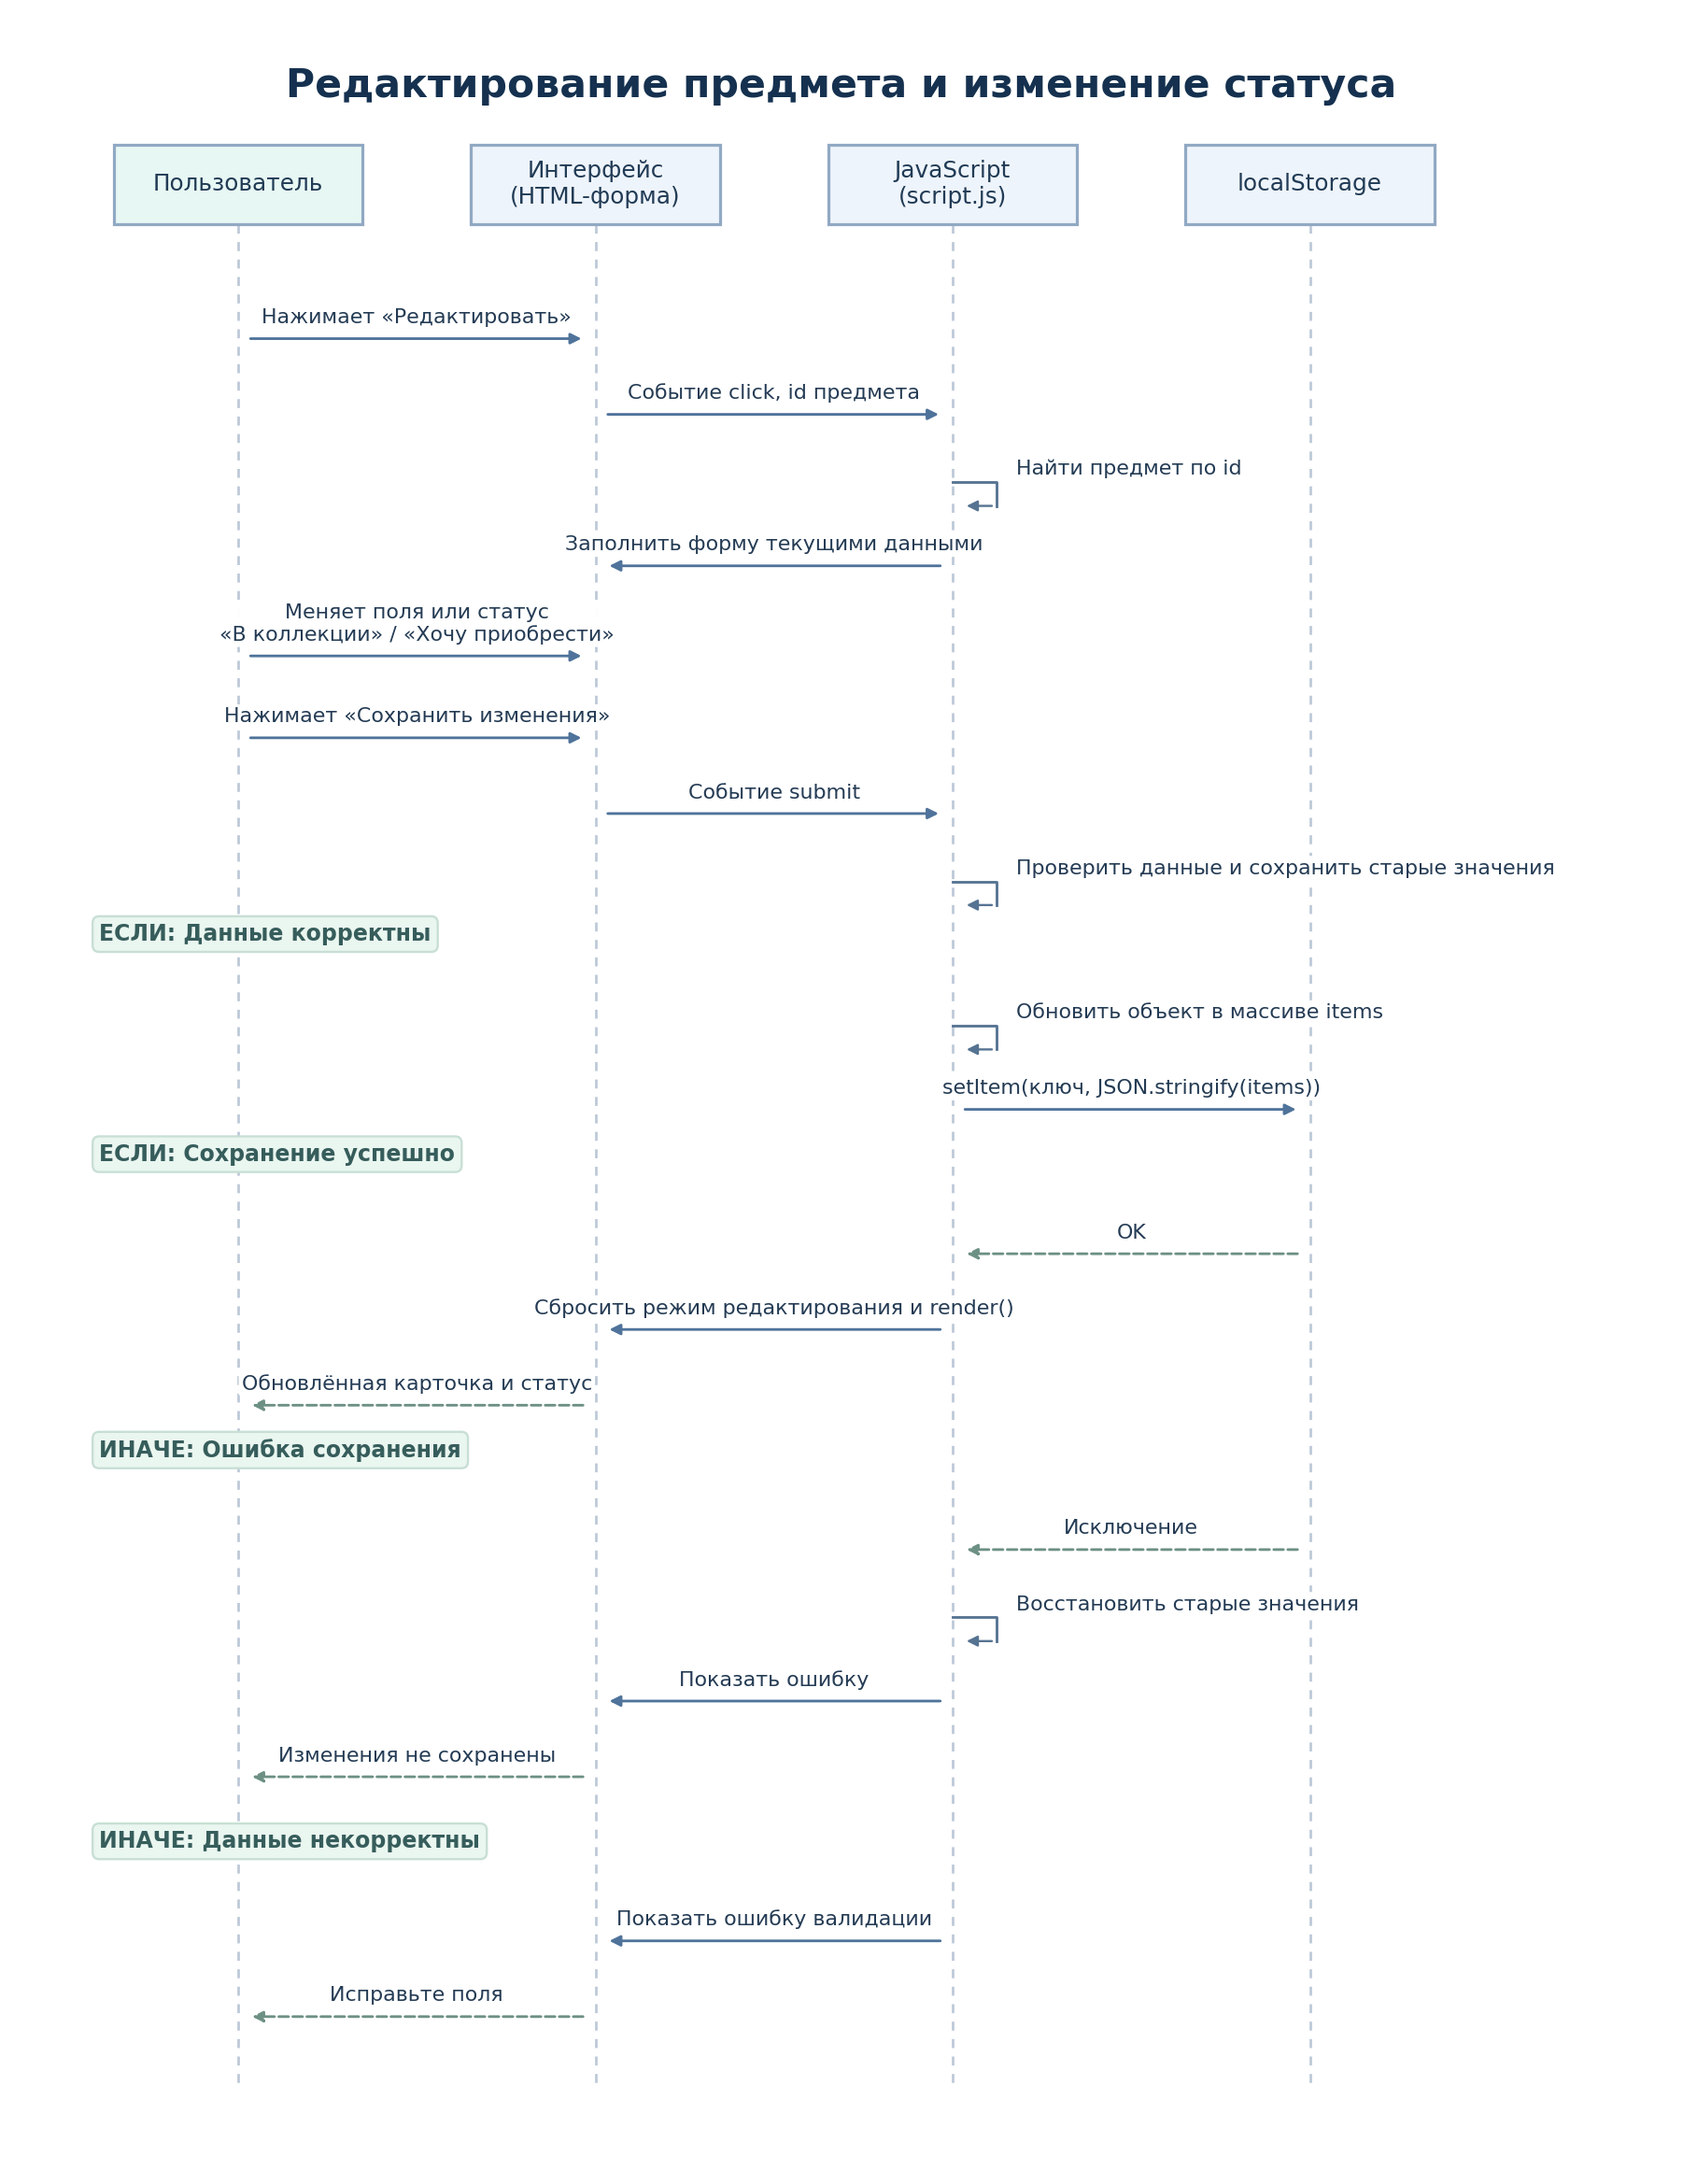 Редактирование предмета и изменение статуса
Пользователь
Интерфейс
(HTML-форма)
JavaScript
(script.js)
localStorage
Нажимает «Редактировать»
Событие click, id предмета
Найти предмет по id
Заполнить форму текущими данными
Меняет поля или статус
«В коллекции» / «Хочу приобрести»
Нажимает «Сохранить изменения»
Событие submit
Проверить данные и сохранить старые значения
ЕСЛИ: Данные корректны
Обновить объект в массиве items
setItem(ключ, JSON.stringify(items))
ЕСЛИ: Сохранение успешно
OK
Сбросить режим редактирования и render()
Обновлённая карточка и статус
ИНАЧЕ: Ошибка сохранения
Исключение
Восстановить старые значения
Показать ошибку
Изменения не сохранены
ИНАЧЕ: Данные некорректны
Показать ошибку валидации
Исправьте поля